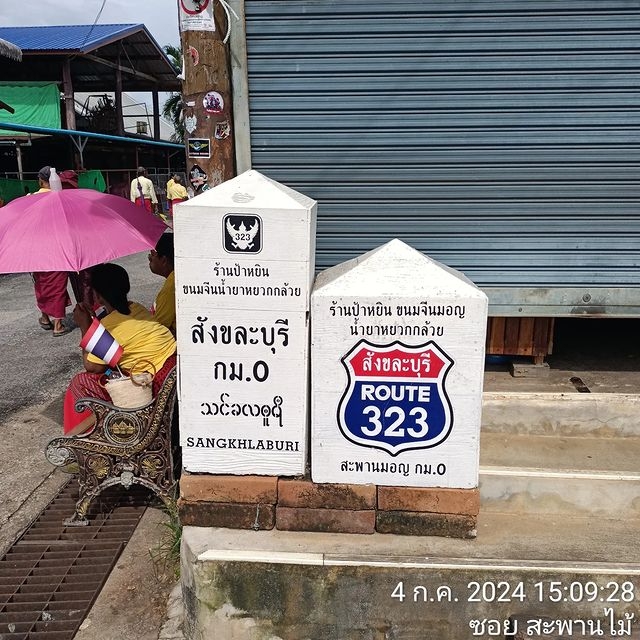 323
ร้านป้าหยิน
ขนมจีนน้ำยาหยวกกล้วย
สังขละบุรี
กม.0
သင်ခလဗူရီ
SANGKHLABURI
ร้านป้าหยิน ขนมจีนมอญ
น้ำยาหยวกกล้วย
สังขละบุรี
ROUTE
323
สะพานมอญ กม.0
4 ก.ค. 2024 15:09:28
ซอย สะพานไม้